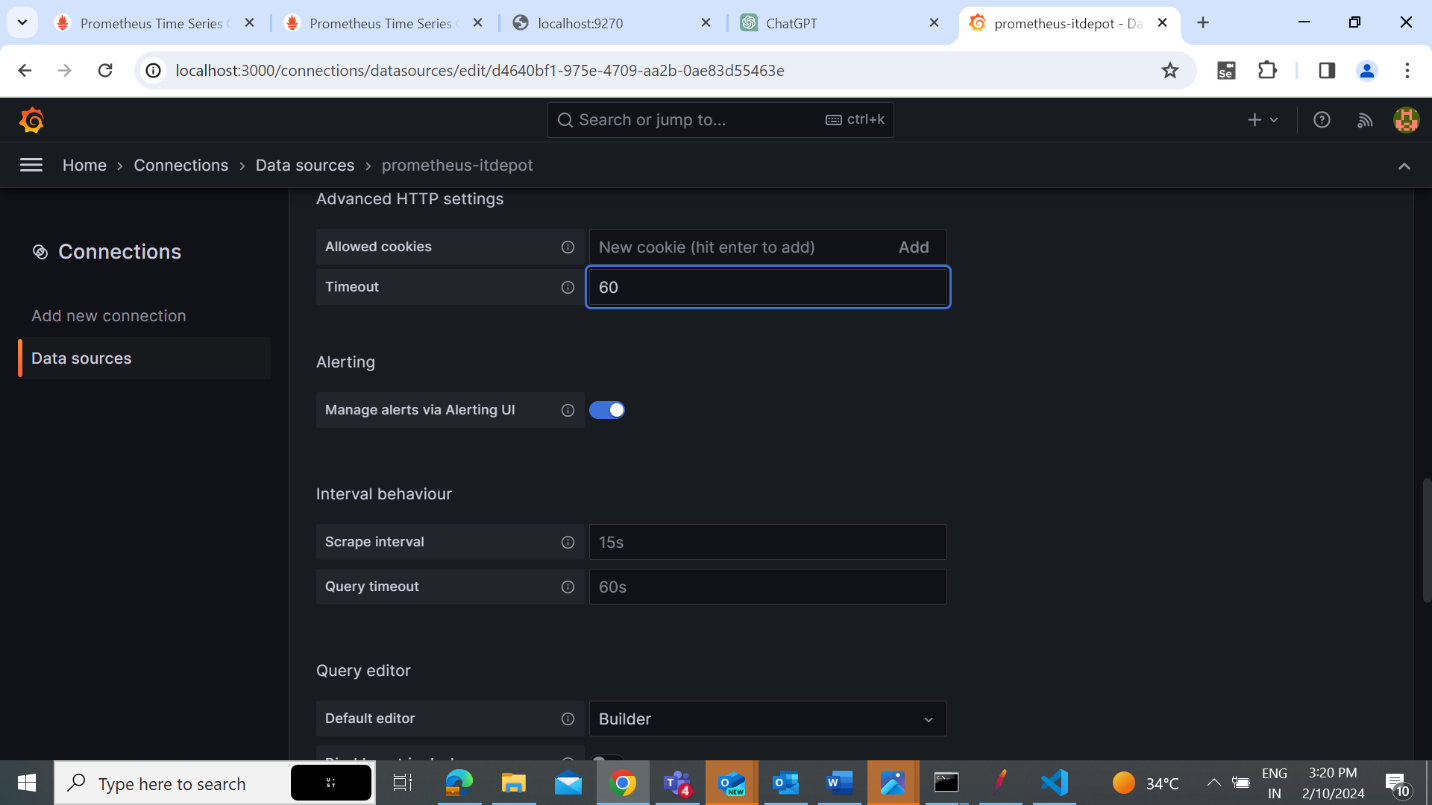 Prometheus Time Series
Prometheus Time Series
localhost:9270
ChatGPT
prometheus-itdepot - Da
localhost:3000/connections/datasources/edit/d4640bf1-975e-4709-aa2b-0ae83d55463e
Se
Search or jump to...
ctrl+k
Home › Connections › Data sources › prometheus-itdepot
Connections
Add new connection
Data sources
Advanced HTTP settings
Allowed cookies
New cookie (hit enter to add)
Add
Timeout
60
Alerting
Manage alerts via Alerting UI
Interval behaviour
Scrape interval
15s
Query timeout
60s
Query editor
Default editor
Builder
Type here to search
4
NEW
34°C
ENG
IN
3:20 PM
2/10/2024
10